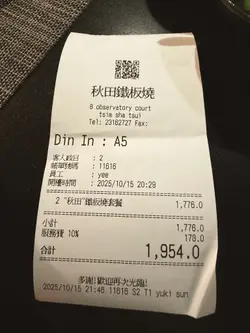 秋田鐵板燒
8 observatory court
tsim sha tsui
Tel: 23162727 Fax:
Din In : A5
客人數目 : 2
帳單號碼 : 11616
員工 : yee
開檯時間 : 2025/10/15 20:29
2 "秋田"鐵板燒套餐 1,776.0
小計 1,776.0
服務費 10% 178.0
合計 1,954.0
多謝!歡迎再次光臨!
2025/10/15 21:46 11616 S2 T1 yuki sun